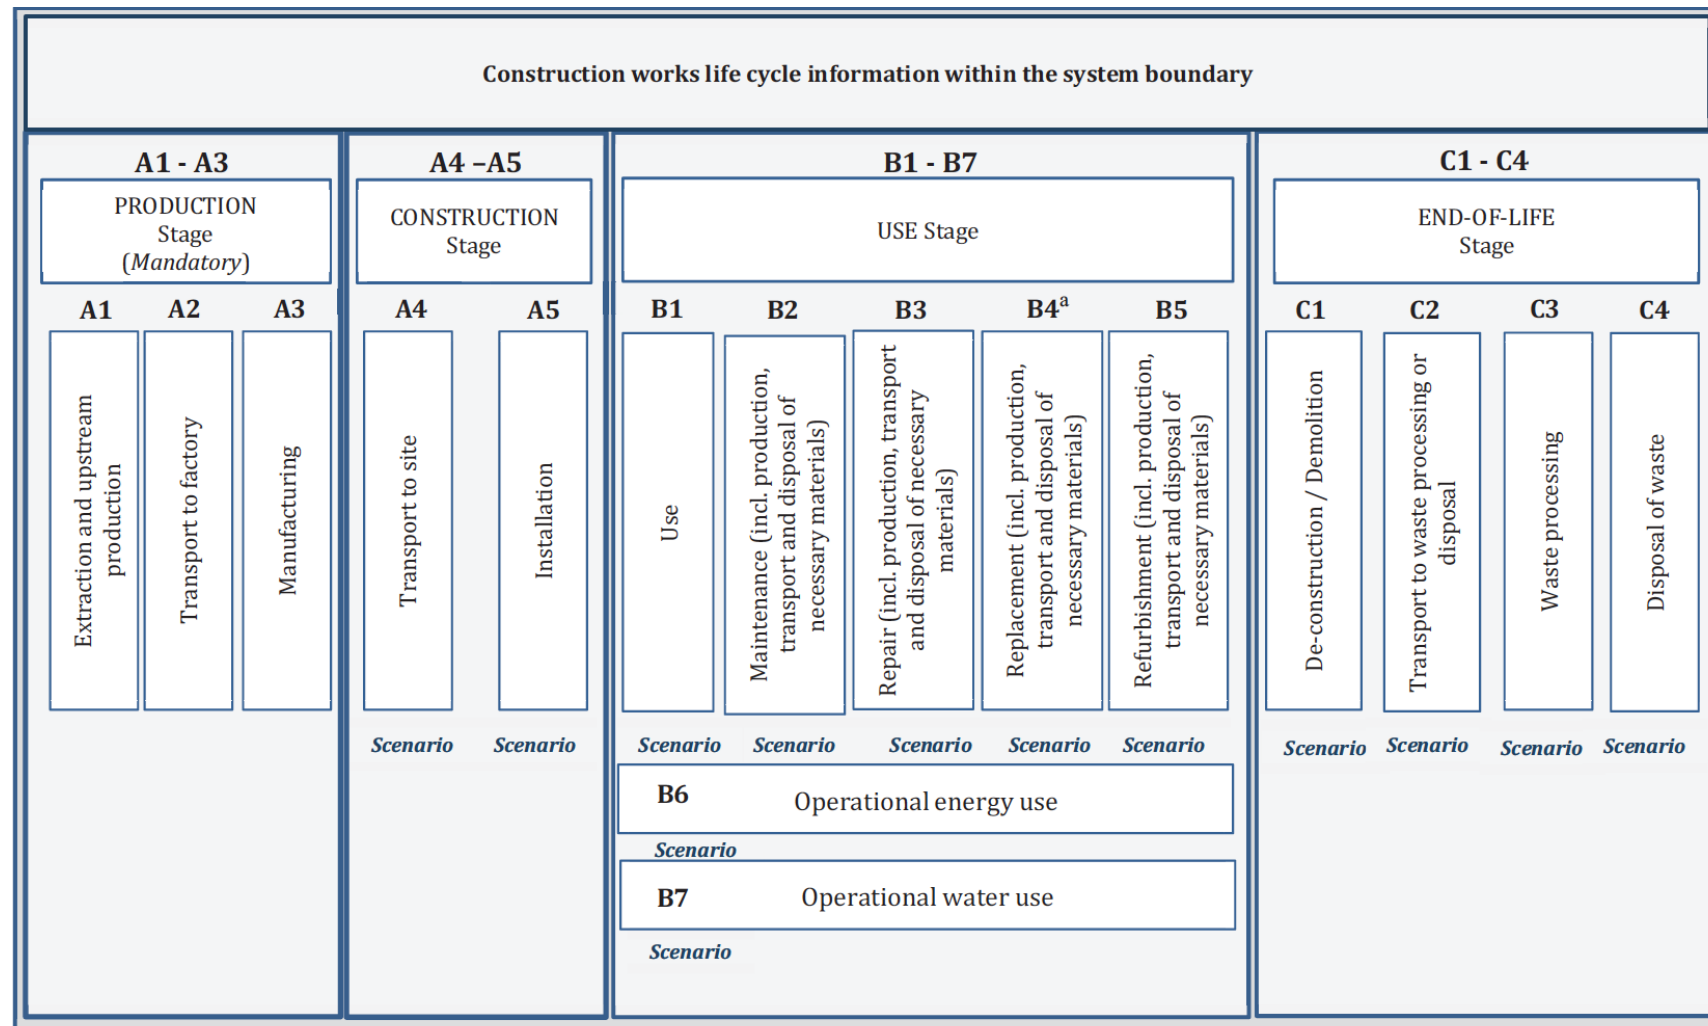 Construction works life cycle information within the system boundary
A1 - A3
PRODUCTION
Stage
(Mandatory)
A1
A2
A3
Extraction and upstream
production
Transport to factory
Manufacturing
A4 –A5
CONSTRUCTION
Stage
A4
A5
Transport to site
Installation
Scenario
Scenario
B1 - B7
USE Stage
B1
B2
B3
B4ᵃ
B5
Use
Maintenance (incl. production,
transport and disposal of
necessary materials)
Repair (incl. production, transport
and disposal of necessary
materials)
Replacement (incl. production,
transport and disposal of
necessary materials)
Refurbishment (incl. production,
transport and disposal of
necessary materials)
Scenario
Scenario
Scenario
Scenario
Scenario
B6
Operational energy use
Scenario
B7
Operational water use
Scenario
C1 - C4
END-OF-LIFE
Stage
C1
C2
C3
C4
De-construction / Demolition
Transport to waste processing or
disposal
Waste processing
Disposal of waste
Scenario
Scenario
Scenario
Scenario